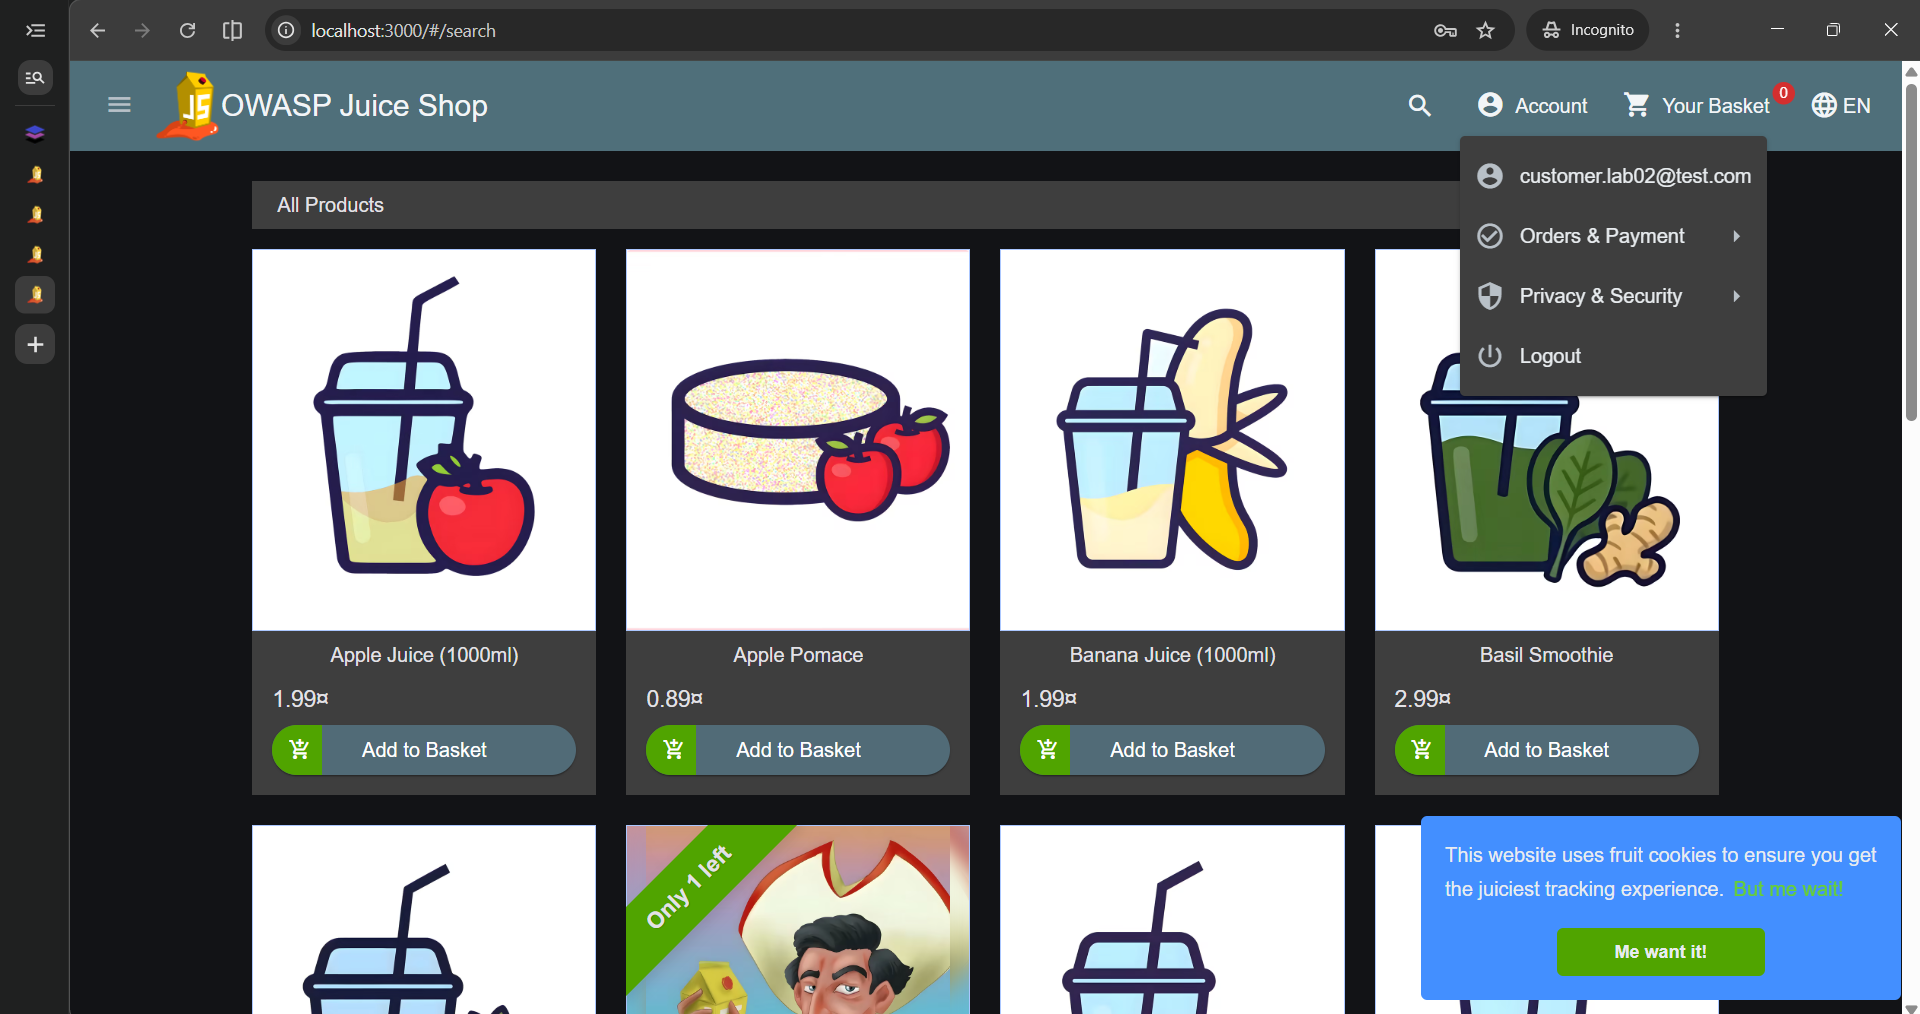 localhost:3000/#/search
Incognito
JS
OWASP Juice Shop
Account
Your Basket
0
EN
customer.lab02@test.com
Orders & Payment
Privacy & Security
Logout
All Products
Apple Juice (1000ml)
1.99¤
Add to Basket
Apple Pomace
0.89¤
Add to Basket
Banana Juice (1000ml)
1.99¤
Add to Basket
Basil Smoothie
2.99¤
Add to Basket
Only 1 left
This website uses fruit cookies to ensure you get
the juiciest tracking experience. But me wait!
Me want it!